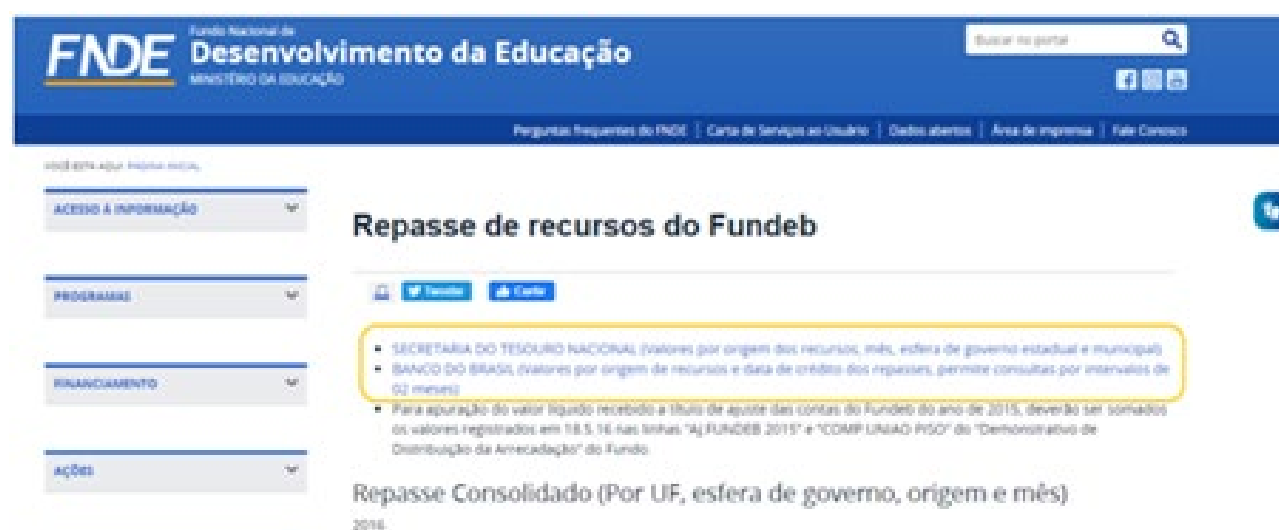 FNDE
Fundo Nacional de
Desenvolvimento da Educação
MINISTÉRIO DA EDUCAÇÃO
Buscar no portal
Perguntas frequentes do FNDE | Carta de Serviços ao Usuário | Dados abertos | Área de imprensa | Fale Conosco
VOCÊ ESTÁ AQUI: PÁGINA INICIAL
ACESSO À INFORMAÇÃO
Repasse de recursos do Fundeb
PROGRAMAS
Tweetar
Curtir
SECRETARIA DO TESOURO NACIONAL (Valores por origem dos recursos, mês, esfera de governo estadual e municipal)
BANCO DO BRASIL (Valores por origem de recursos e data de crédito dos repasses, permite consultas por intervalos de
02 meses)
FINANCIAMENTO
Para apuração do valor líquido recebido a título de ajuste das contas do Fundeb do ano de 2015, deverão ser somados
os valores registrados em 18.5.16 nas linhas "AJ.FUNDEB 2015" e "COMP.UNIAO PISO" do "Demonstrativo de
Distribuição da Arrecadação" do Fundo.
AÇÕES
Repasse Consolidado (Por UF, esfera de governo, origem e mês)
2016